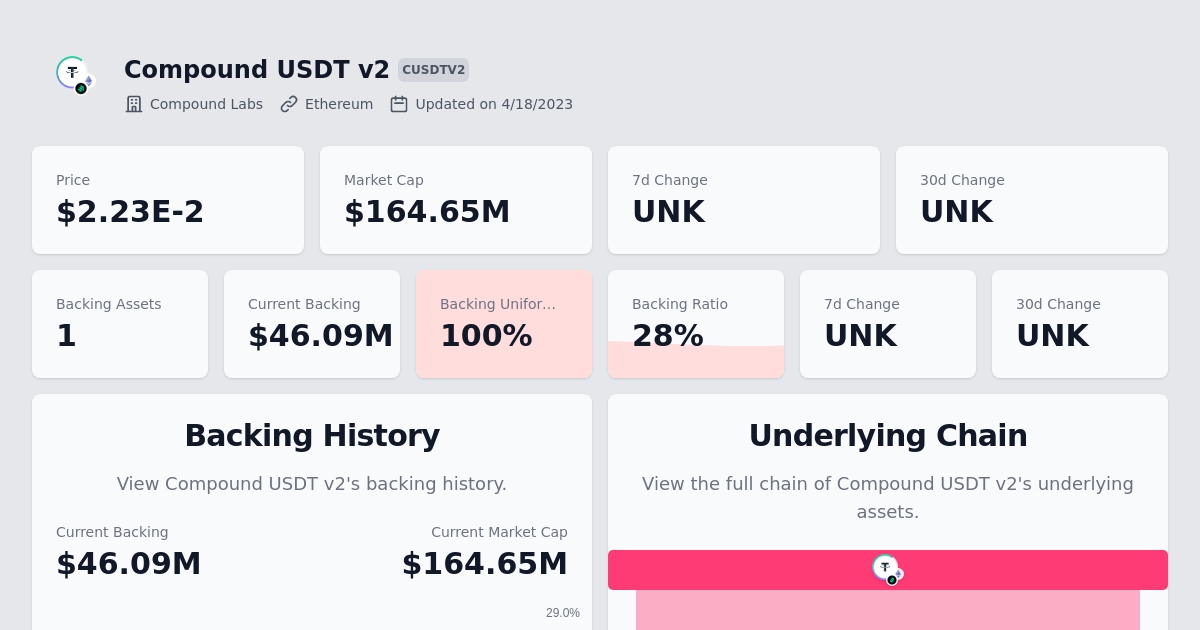 Compound USDT v2 CUSDTV2
Compound Labs Ethereum Updated on 4/18/2023
Price Market Cap 7d Change 30d Change
$2.23E-2 $164.65M UNK UNK
Backing Assets Current Backing Backing Unifor… Backing Ratio 7d Change 30d Change
1 $46.09M 100% 28% UNK UNK
Backing History
View Compound USDT v2's backing history.
Current Backing Current Market Cap
$46.09M $164.65M
29.0%
Underlying Chain
View the full chain of Compound USDT v2's underlying
assets.